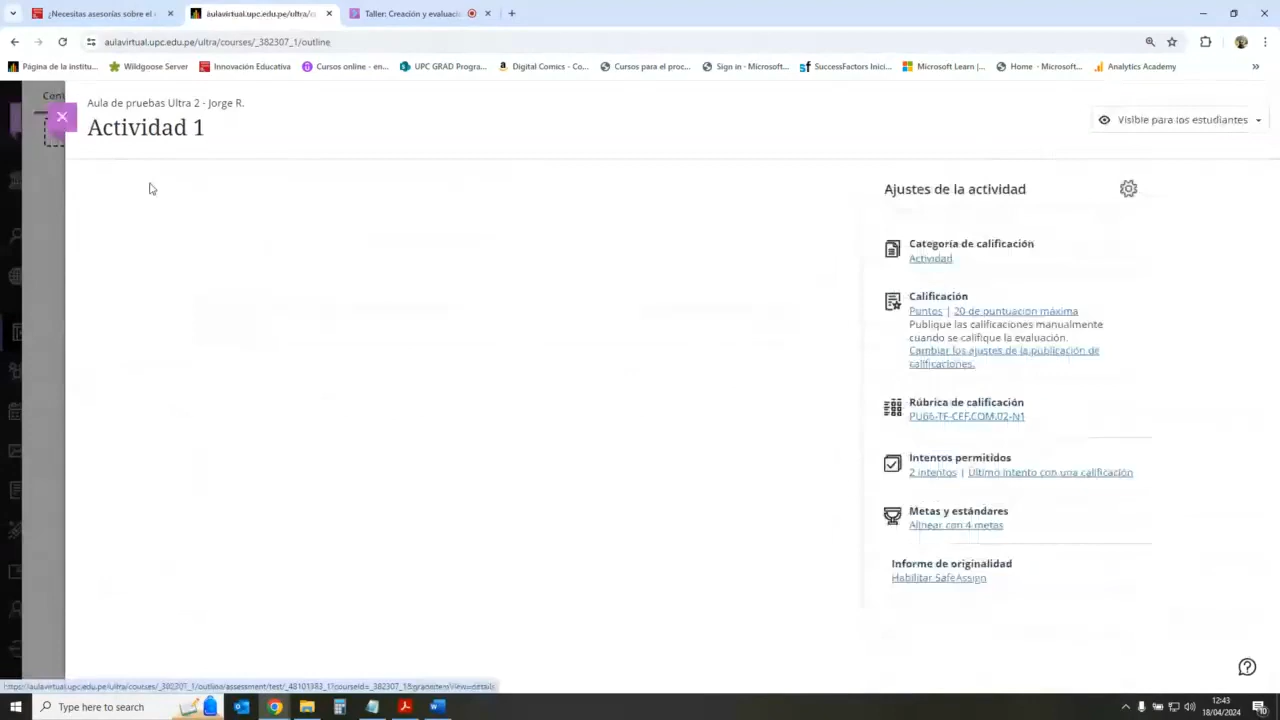 ¿Necesitas asesorías sobre el
aulavirtual.upc.edu.pe/ultra/co
Taller: Creación y evaluació
aulavirtual.upc.edu.pe/ultra/courses/_382307_1/outline
Página de la institu...
Wildgoose Server
Innovación Educativa
Cursos online - en...
UPC GRAD Progra...
Digital Comics - Co...
Cursos para el proc...
Sign in - Microsoft...
SuccessFactors Inici...
Microsoft Learn |...
Home - Microsoft...
Analytics Academy
Aula de pruebas Ultra 2 - Jorge R.
Actividad 1
Visible para los estudiantes
Ajustes de la actividad
Categoría de calificación
Actividad
Calificación
Puntos | 20 de puntuación máxima
Publique las calificaciones manualmente
cuando se califique la evaluación.
Cambiar los ajustes de la publicación de
calificaciones.
Rúbrica de calificación
Intentos permitidos
2 intentos | Último intento con una calificación
Metas y estándares
Alinear con 4 metas
Informe de originalidad
Habilitar SafeAssign
Type here to search
12:43
18/04/2024